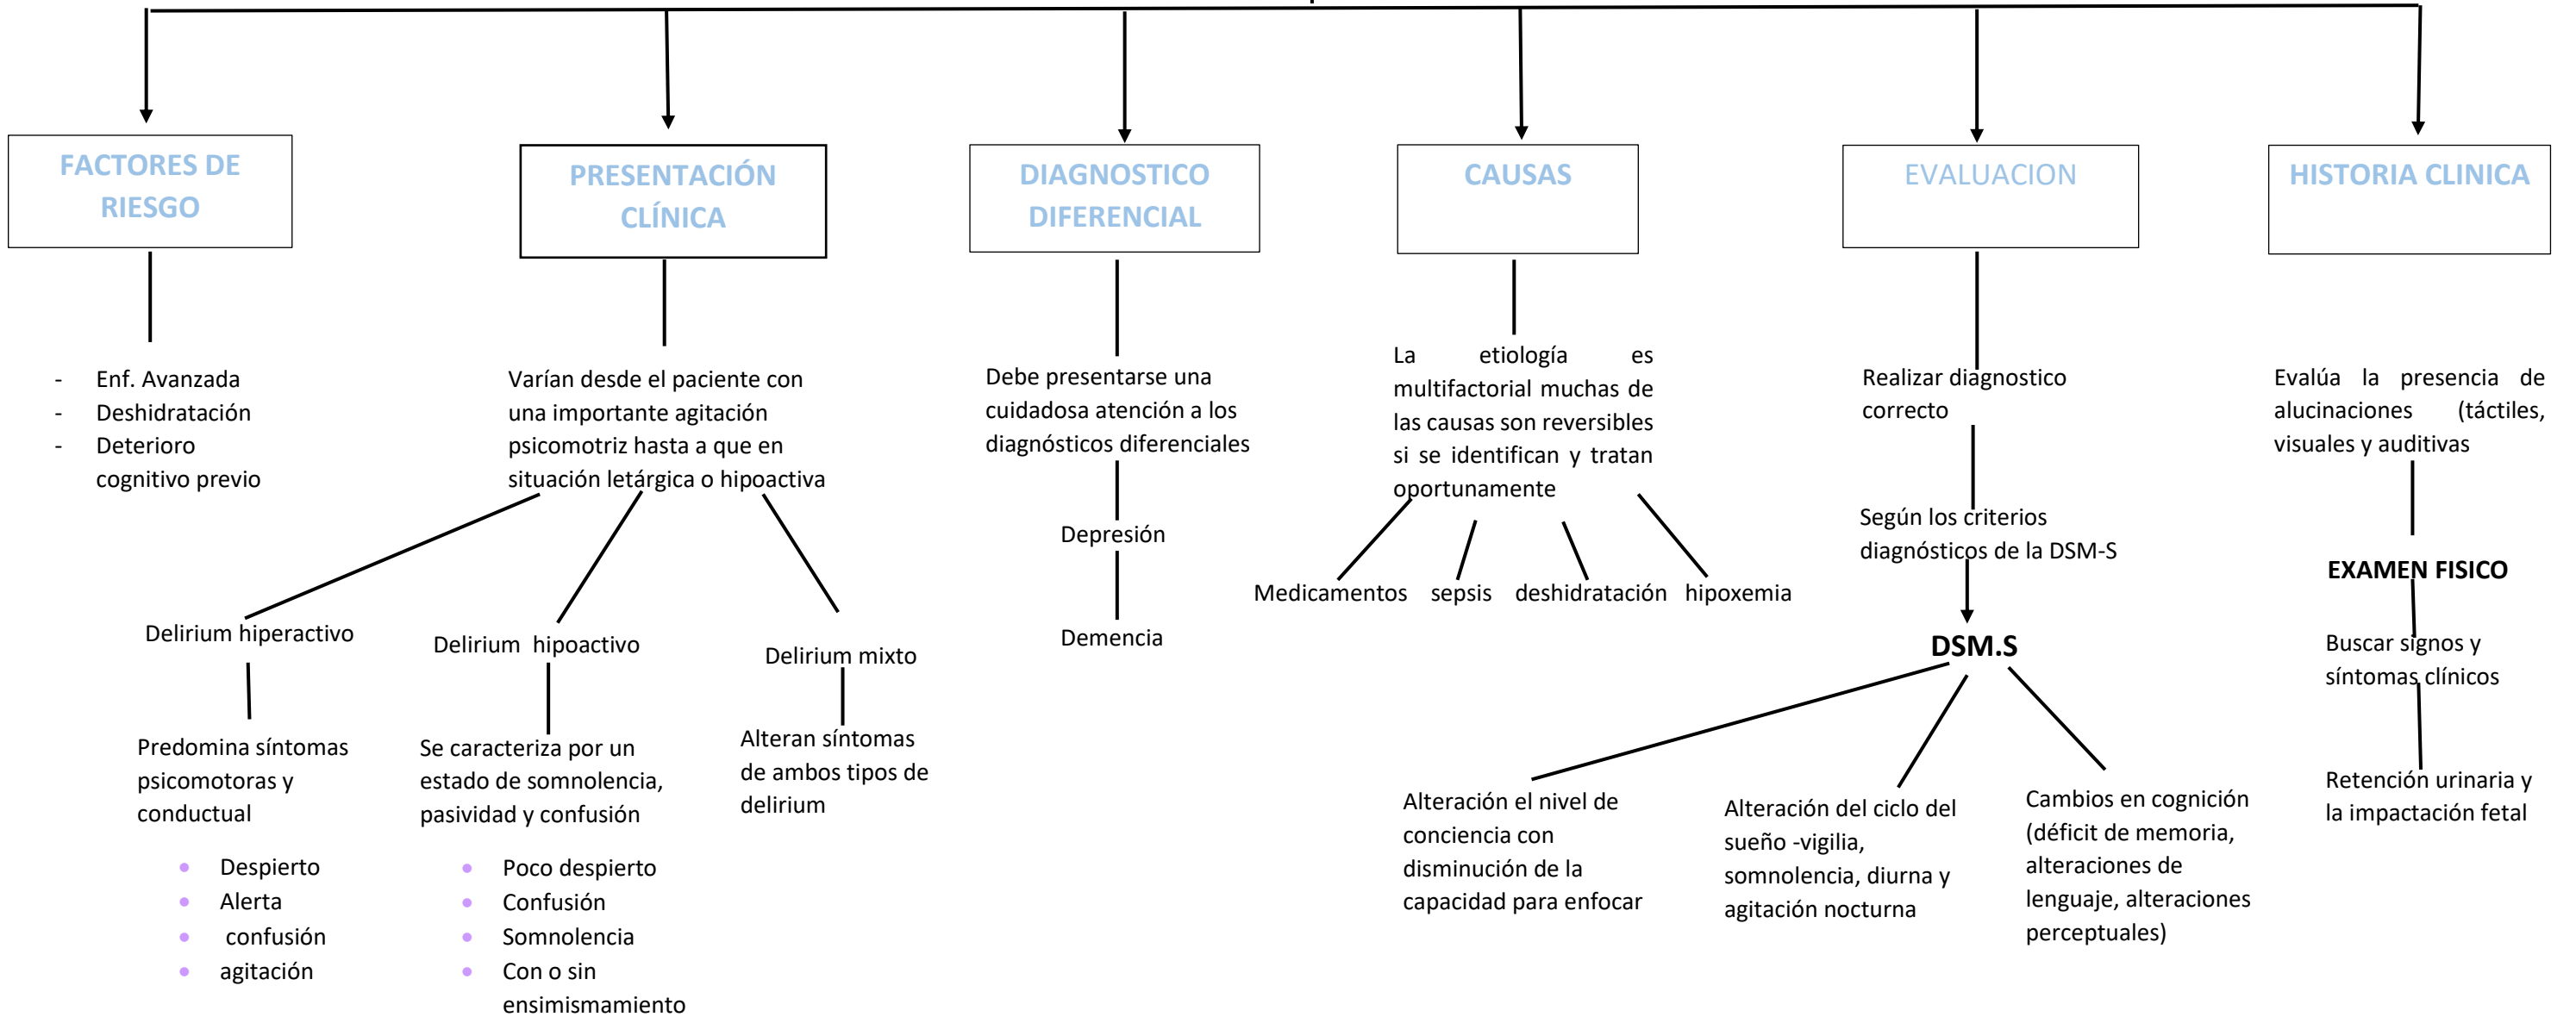 FACTORES DE
RIESGO
- Enf. Avanzada
- Deshidratación
- Deterioro
cognitivo previo
PRESENTACIÓN
CLÍNICA
Varían desde el paciente con
una importante agitación
psicomotriz hasta a que en
situación letárgica o hipoactiva
Delirium hiperactivo
Predomina síntomas
psicomotoras y
conductual
• Despierto
• Alerta
• confusión
• agitación
Delirium hipoactivo
Se caracteriza por un
estado de somnolencia,
pasividad y confusión
• Poco despierto
• Confusión
• Somnolencia
• Con o sin
ensimismamiento
Delirium mixto
Alteran síntomas
de ambos tipos de
delirium
DIAGNOSTICO
DIFERENCIAL
Debe presentarse una
cuidadosa atención a los
diagnósticos diferenciales
Depresión
Demencia
CAUSAS
La etiología es
multifactorial muchas de
las causas son reversibles
si se identifican y tratan
oportunamente
Medicamentos sepsis deshidratación hipoxemia
EVALUACION
Realizar diagnostico
correcto
Según los criterios
diagnósticos de la DSM-S
DSM.S
Alteración el nivel de
conciencia con
disminución de la
capacidad para enfocar
Alteración del ciclo del
sueño -vigilia,
somnolencia, diurna y
agitación nocturna
Cambios en cognición
(déficit de memoria,
alteraciones de
lenguaje, alteraciones
perceptuales)
HISTORIA CLINICA
Evalúa la presencia de
alucinaciones (táctiles,
visuales y auditivas
EXAMEN FISICO
Buscar signos y
síntomas clínicos
Retención urinaria y
la impactación fetal